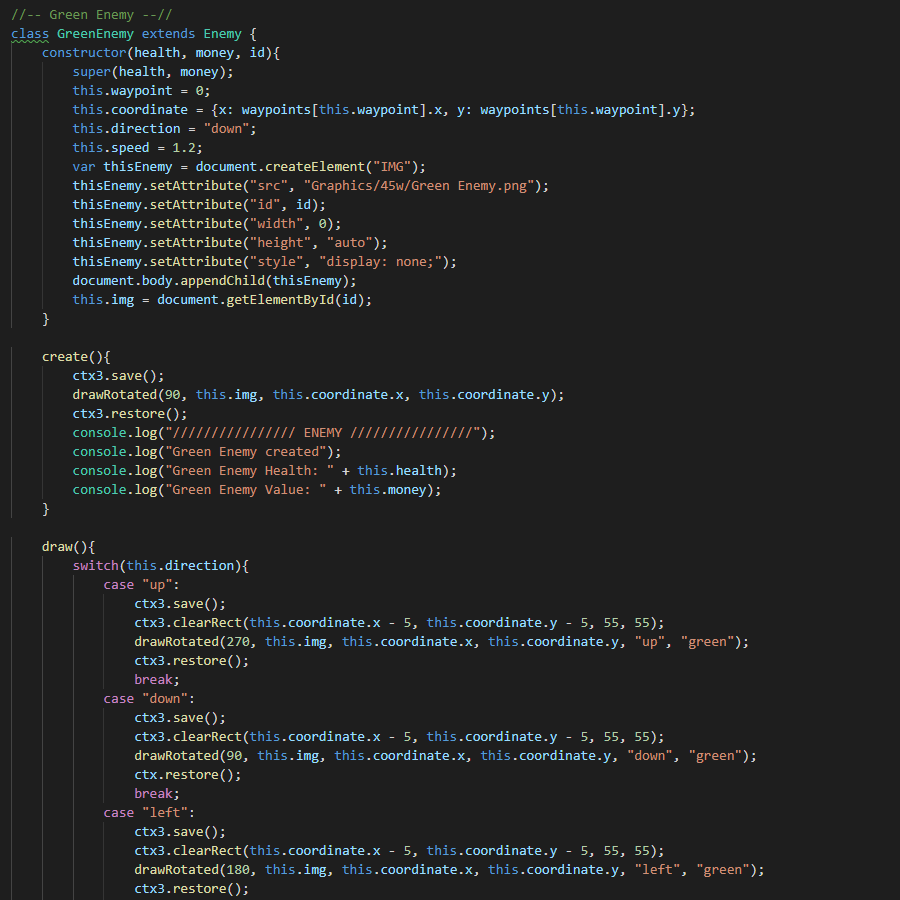 //-- Green Enemy --//
class GreenEnemy extends Enemy {
    constructor(health, money, id){
        super(health, money);
        this.waypoint = 0;
        this.coordinate = {x: waypoints[this.waypoint].x, y: waypoints[this.waypoint].y};
        this.direction = "down";
        this.speed = 1.2;
        var thisEnemy = document.createElement("IMG");
        thisEnemy.setAttribute("src", "Graphics/45w/Green Enemy.png");
        thisEnemy.setAttribute("id", id);
        thisEnemy.setAttribute("width", 0);
        thisEnemy.setAttribute("height", "auto");
        thisEnemy.setAttribute("style", "display: none;");
        document.body.appendChild(thisEnemy);
        this.img = document.getElementById(id);
    }

    create(){
        ctx3.save();
        drawRotated(90, this.img, this.coordinate.x, this.coordinate.y);
        ctx3.restore();
        console.log("//////////////// ENEMY ////////////////");
        console.log("Green Enemy created");
        console.log("Green Enemy Health: " + this.health);
        console.log("Green Enemy Value: " + this.money);
    }

    draw(){
        switch(this.direction){
            case "up":
                ctx3.save();
                ctx3.clearRect(this.coordinate.x - 5, this.coordinate.y - 5, 55, 55);
                drawRotated(270, this.img, this.coordinate.x, this.coordinate.y, "up", "green");
                ctx3.restore();
                break;
            case "down":
                ctx3.save();
                ctx3.clearRect(this.coordinate.x - 5, this.coordinate.y - 5, 55, 55);
                drawRotated(90, this.img, this.coordinate.x, this.coordinate.y, "down", "green");
                ctx.restore();
                break;
            case "left":
                ctx3.save();
                ctx3.clearRect(this.coordinate.x - 5, this.coordinate.y - 5, 55, 55);
                drawRotated(180, this.img, this.coordinate.x, this.coordinate.y, "left", "green");
                ctx3.restore();